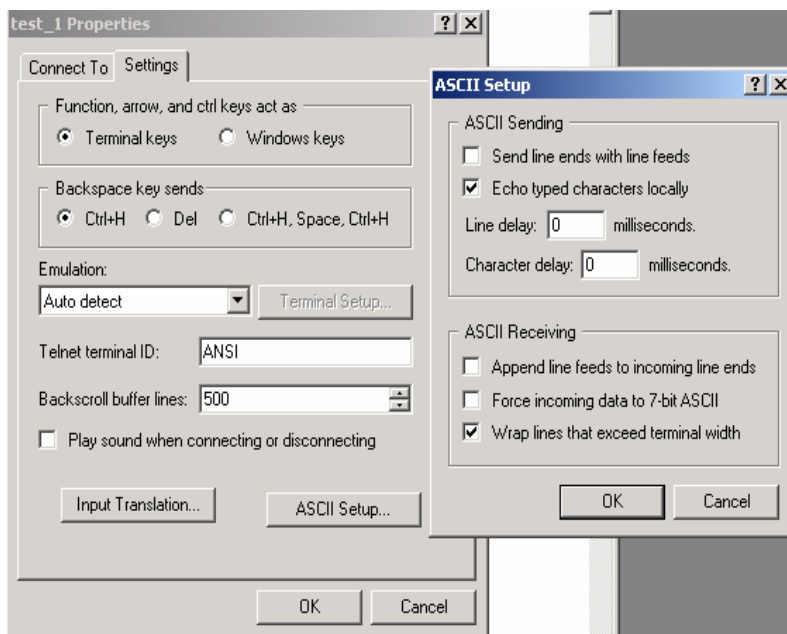 test_1 Properties
Connect To Settings
Function, arrow, and ctrl keys act as
Terminal keys Windows keys
Backspace key sends
Ctrl+H Del Ctrl+H, Space, Ctrl+H
Emulation:
Auto detect Terminal Setup...
Telnet terminal ID: ANSI
Backscroll buffer lines: 500
Play sound when connecting or disconnecting
Input Translation... ASCII Setup...
OK Cancel
ASCII Setup
ASCII Sending
Send line ends with line feeds
Echo typed characters locally
Line delay: 0 milliseconds.
Character delay: 0 milliseconds.
ASCII Receiving
Append line feeds to incoming line ends
Force incoming data to 7-bit ASCII
Wrap lines that exceed terminal width
OK Cancel